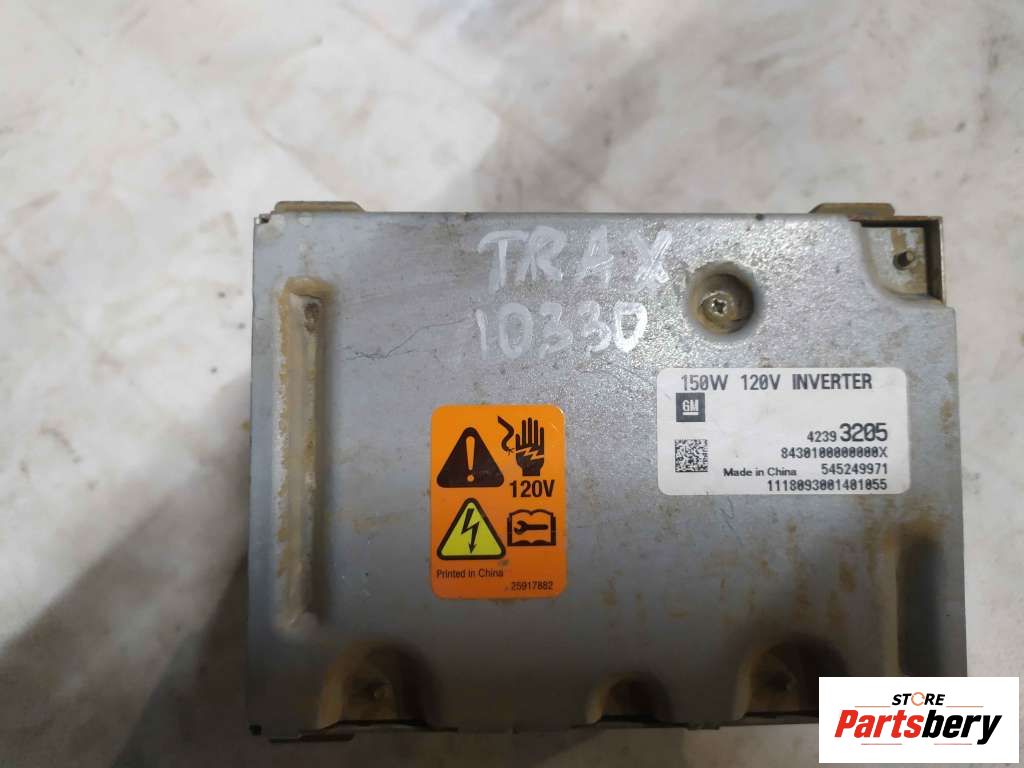 TRAX
10330
150W 120V INVERTER
GM
4239 3205
8430100000000X
Made in China 545249971
1118093001401055
120V
Printed in China
25917882
STORE
Partsbery